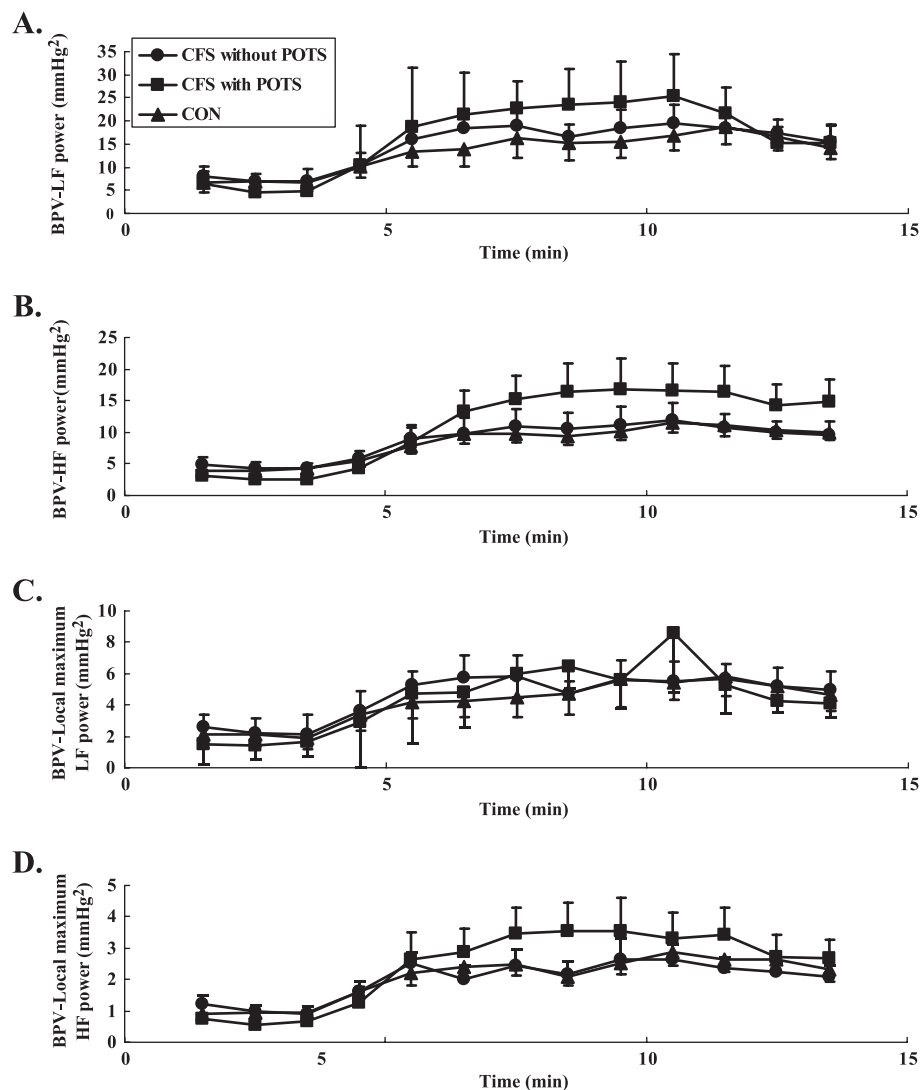 A.
BPV-LF power (mmHg2)
35
30
25
20
15
10
5
0
CFS without POTS
CFS with POTS
CON
0 5 10 15
Time (min)
B.
BPV-HF power(mmHg2)
25
20
15
10
5
0
0 5 10 15
Time (min)
C.
BPV-Local maximum
LF power (mmHg2)
10
8
6
4
2
0
0 5 10 15
Time (min)
D.
BPV-Local maximum
HF power (mmHg2)
5
4
3
2
1
0
0 5 10 15
Time (min)